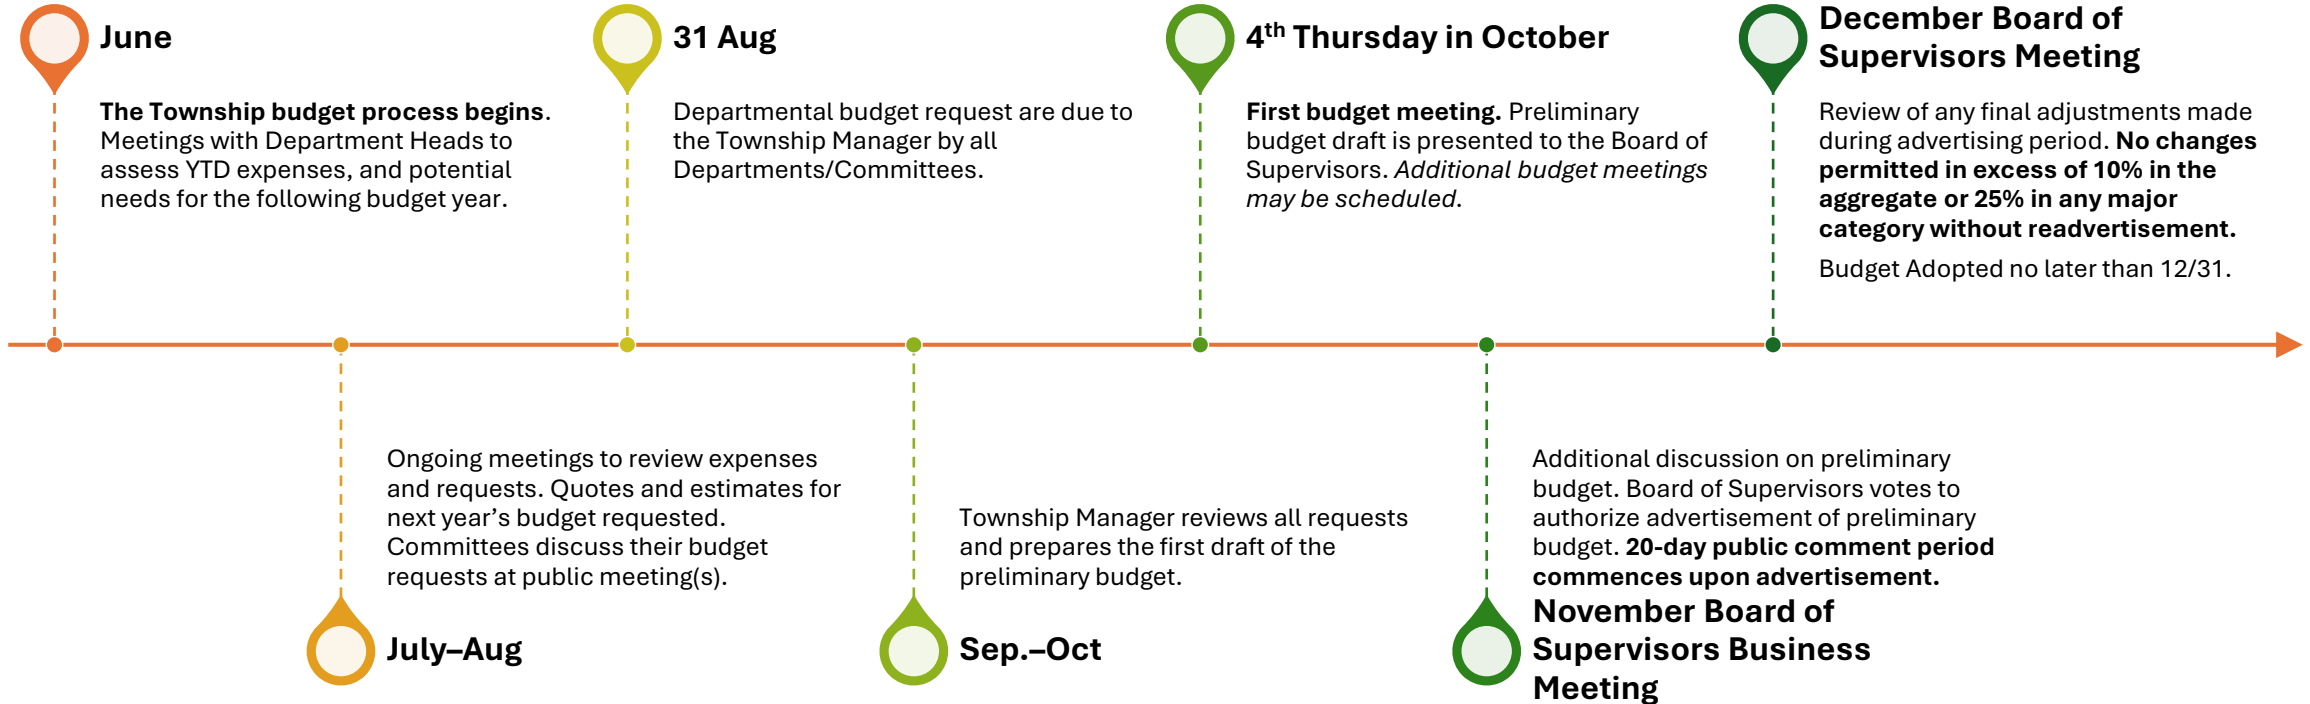 June
The Township budget process begins.
Meetings with Department Heads to
assess YTD expenses, and potential
needs for the following budget year.
Ongoing meetings to review expenses
and requests. Quotes and estimates for
next year’s budget requested.
Committees discuss their budget
requests at public meeting(s).
July–Aug
31 Aug
Departmental budget request are due to
the Township Manager by all
Departments/Committees.
Township Manager reviews all requests
and prepares the first draft of the
preliminary budget.
Sep.–Oct
4th Thursday in October
First budget meeting. Preliminary
budget draft is presented to the Board of
Supervisors. Additional budget meetings
may be scheduled.
Additional discussion on preliminary
budget. Board of Supervisors votes to
authorize advertisement of preliminary
budget. 20-day public comment period
commences upon advertisement.
November Board of
Supervisors Business
Meeting
December Board of
Supervisors Meeting
Review of any final adjustments made
during advertising period. No changes
permitted in excess of 10% in the
aggregate or 25% in any major
category without readvertisement.
Budget Adopted no later than 12/31.